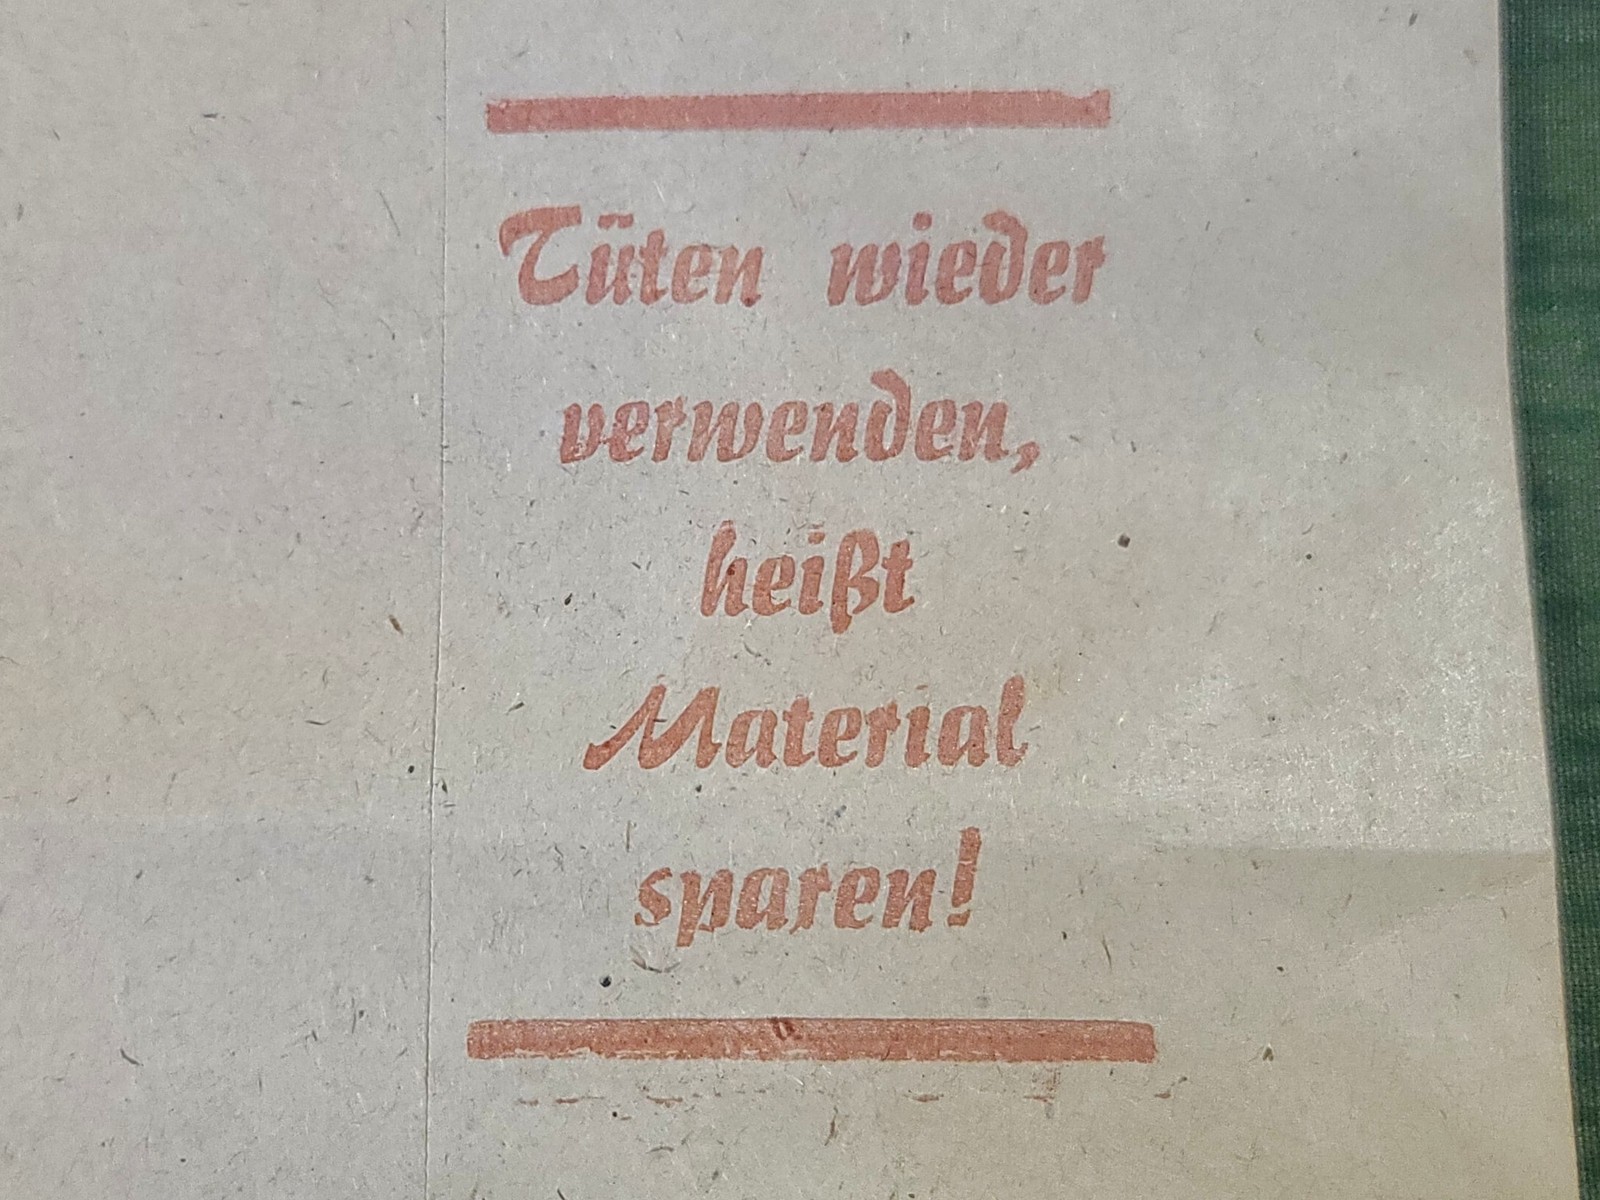 Tüten wieder
verwenden,
heißt
Material
sparen!